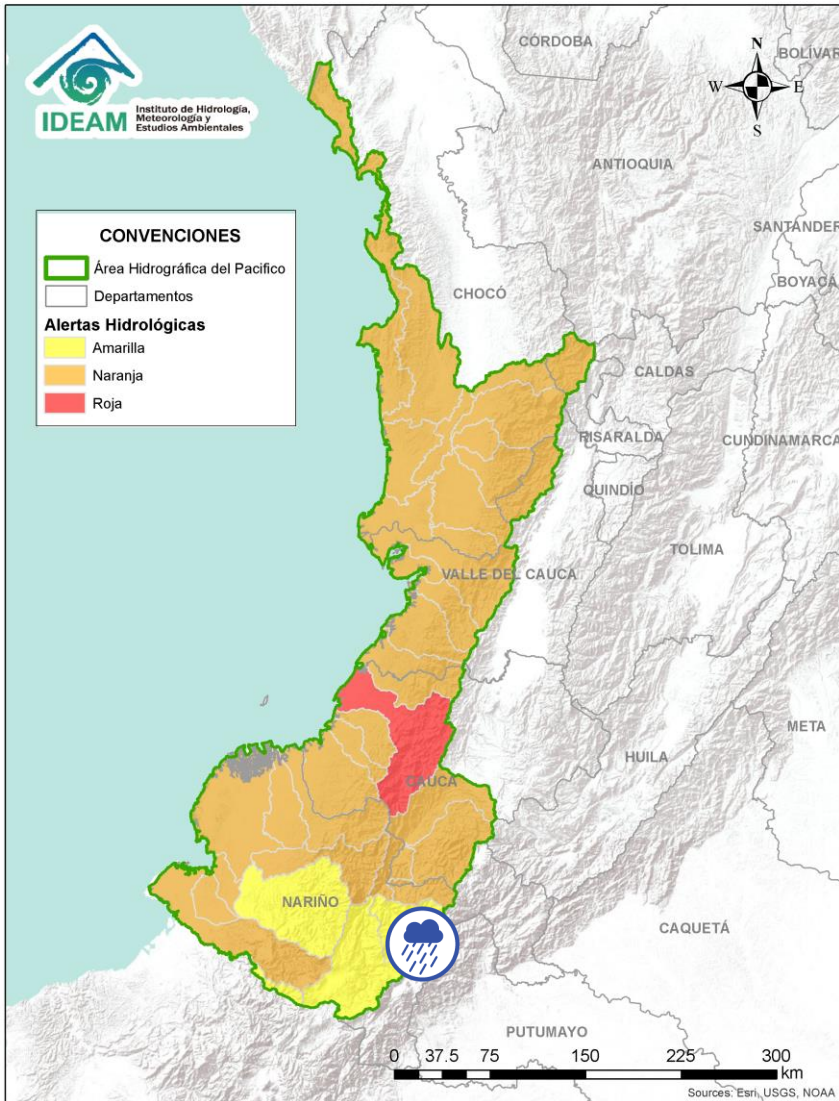 CÓRDOBA
BOLÍVAR
N
W E
S
IDEAM
Instituto de Hidrología,
Meteorología y
Estudios Ambientales
ANTIOQUIA
SANTANDER
BOYACÁ
CONVENCIONES
Área Hidrográfica del Pacifico
Departamentos
Alertas Hidrológicas
Amarilla
Naranja
Roja
CHOCÓ
CALDAS
RISARALDA
CUNDINAMARCA
QUINDÍO
TOLIMA
VALLE DEL CAUCA
META
HUILA
CAUCA
NARIÑO
CAQUETÁ
PUTUMAYO
0 37.5 75 150 225 300
km
Sources: Esri, USGS, NOAA